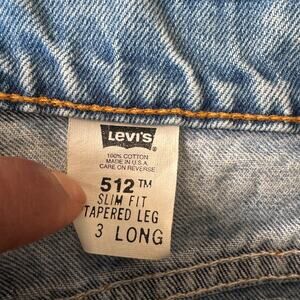 Levi's
100% COTTON
MADE IN U.S.A.
CARE ON REVERSE
512™
SLIM FIT
TAPERED LEG
3 LONG